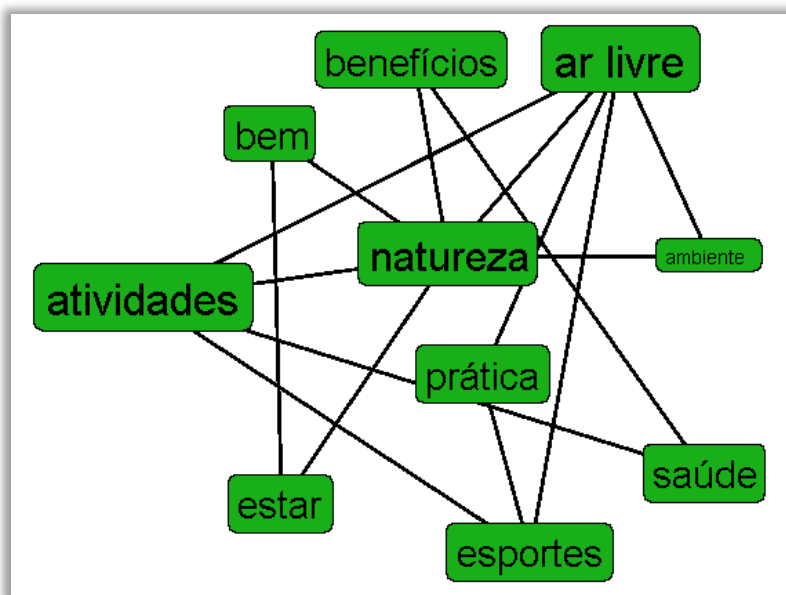 benefícios
ar livre
bem
natureza
ambiente
atividades
prática
saúde
estar
esportes